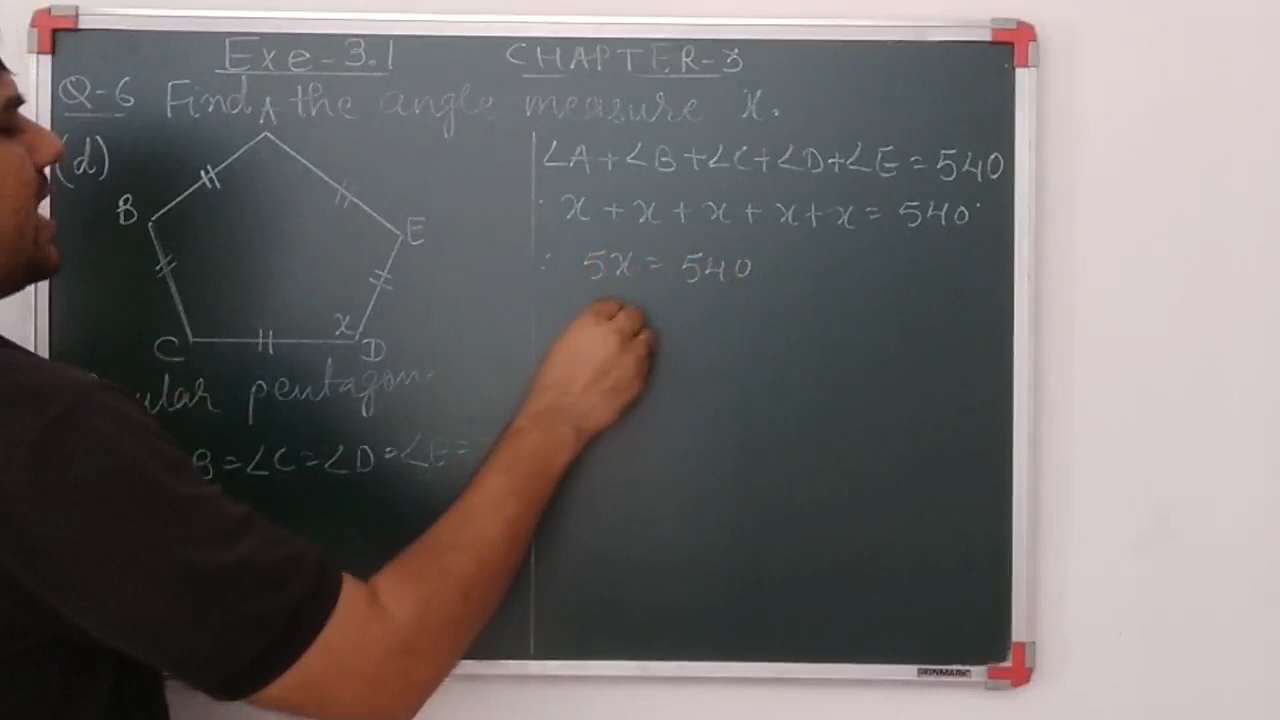 Exe-3.1
CHAPTER-3
Q-6 Find the angle measure x.
(d)
A
B
E
x
C
D
pentagon.
B=∠C=∠D=∠E=
∠A+∠B+∠C+∠D+∠E=540
x+x+x+x+x=540°
∴ 5x=540